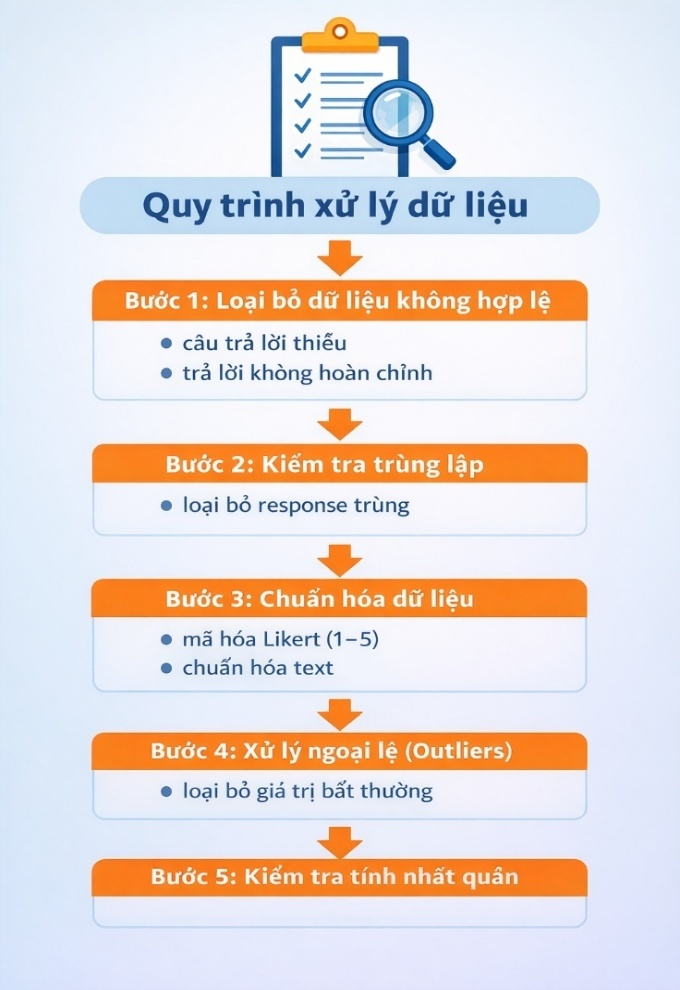 Quy trình xử lý dữ liệu
Bước 1: Loại bỏ dữ liệu không hợp lệ
• câu trả lời thiếu
• trả lời không hoàn chỉnh
Bước 2: Kiểm tra trùng lập
• loại bỏ response trùng
Bước 3: Chuẩn hóa dữ liệu
• mã hóa Likert (1–5)
• chuẩn hóa text
Bước 4: Xử lý ngoại lệ (Outliers)
• loại bỏ giá trị bất thường
Bước 5: Kiểm tra tính nhất quán